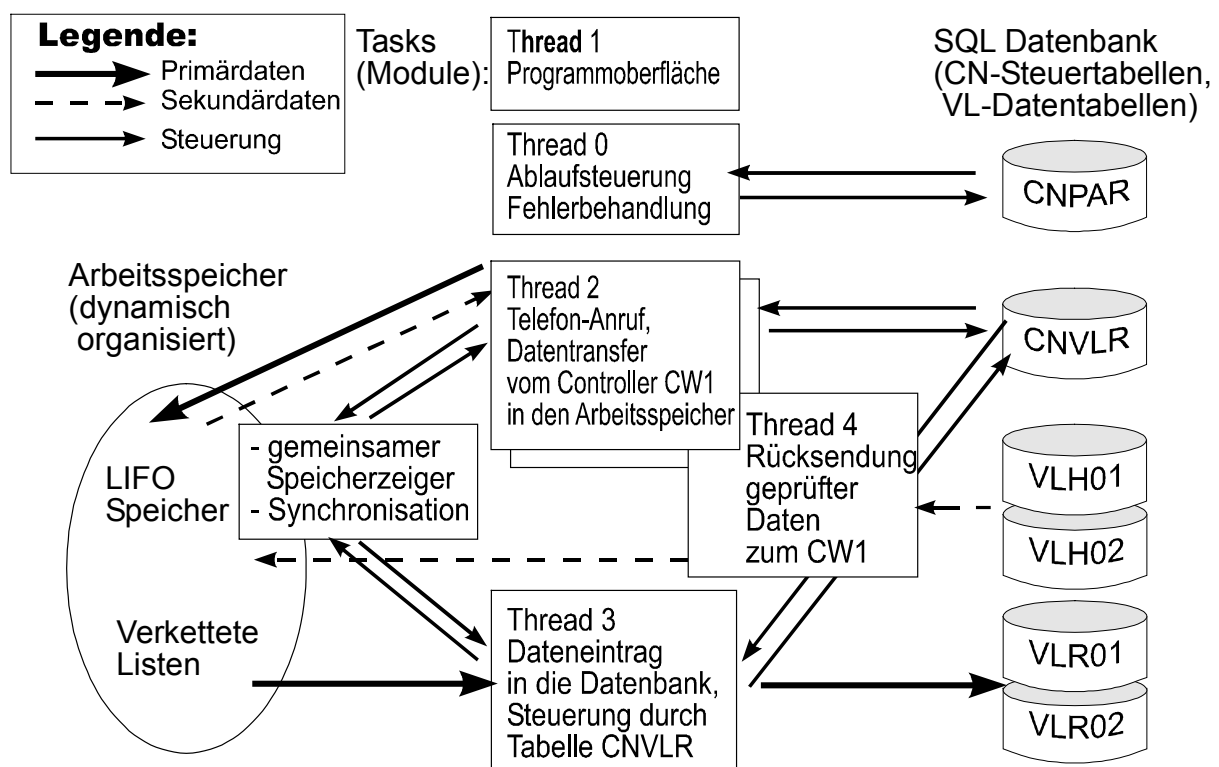 Legende:
Primärdaten
Sekundärdaten
Steuerung
Tasks
(Module):
Thread 1
Programmoberfläche
SQL Datenbank
(CN-Steuertabellen,
VL-Datentabellen)
Thread 0
Ablaufsteuerung
Fehlerbehandlung
CNPAR
Arbeitsspeicher
(dynamisch
organisiert)
Thread 2
Telefon-Anruf,
Datentransfer
vom Controller CW1
in den Arbeitsspeicher
CNVLR
LIFO
Speicher
- gemeinsamer
Speicherzeiger
- Synchronisation
Thread 4
Rücksendung
geprüfter
Daten
zum CW1
VLH01
VLH02
Verkettete
Listen
Thread 3
Dateneintrag
in die Datenbank,
Steuerung durch
Tabelle CNVLR
VLR01
VLR02